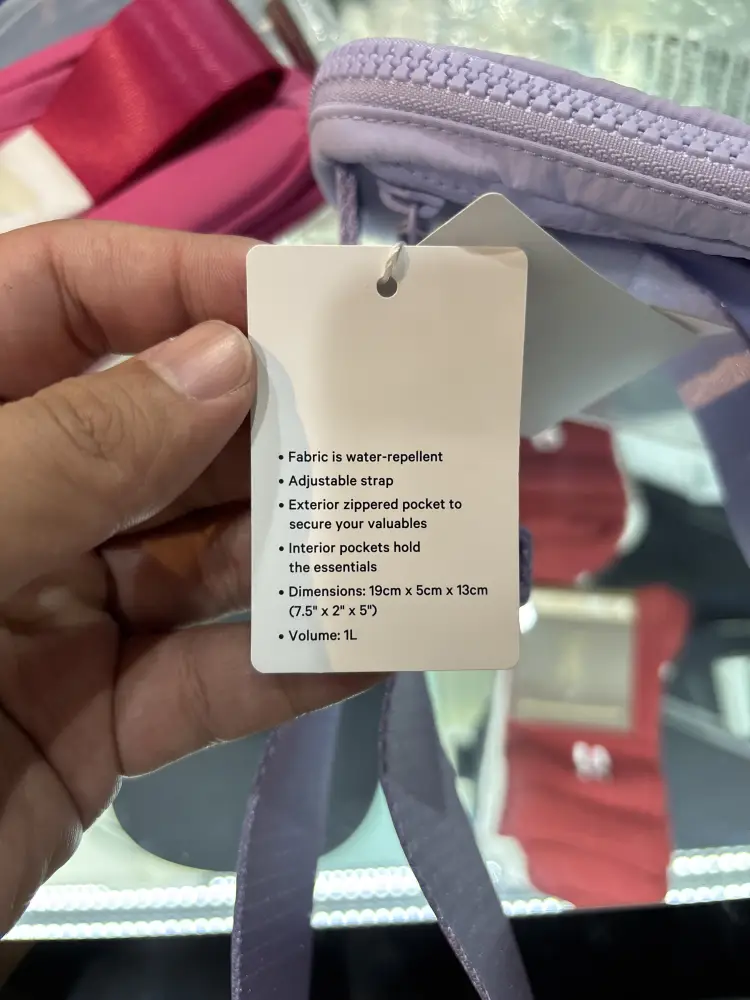 • Fabric is water-repellent
• Adjustable strap
• Exterior zippered pocket to
secure your valuables
• Interior pockets hold
the essentials
• Dimensions: 19cm x 5cm x 13cm
(7.5" x 2" x 5")
• Volume: 1L